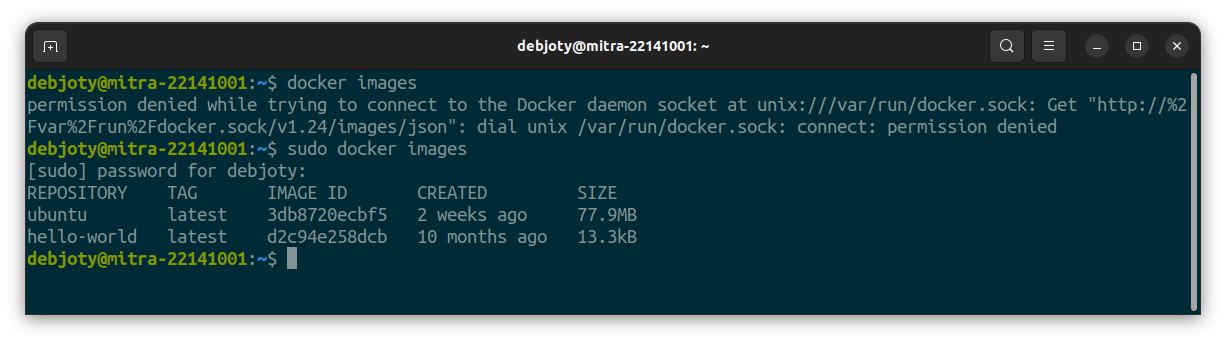 debjoty@mitra-22141001: ~
debjoty@mitra-22141001:~$ docker images
permission denied while trying to connect to the Docker daemon socket at unix:///var/run/docker.sock: Get "http://%2
Fvar%2Frun%2Fdocker.sock/v1.24/images/json": dial unix /var/run/docker.sock: connect: permission denied
debjoty@mitra-22141001:~$ sudo docker images
[sudo] password for debjoty:
REPOSITORY    TAG       IMAGE ID       CREATED         SIZE
ubuntu        latest    3db8720ecbf5   2 weeks ago     77.9MB
hello-world   latest    d2c94e258dcb   10 months ago   13.3kB
debjoty@mitra-22141001:~$